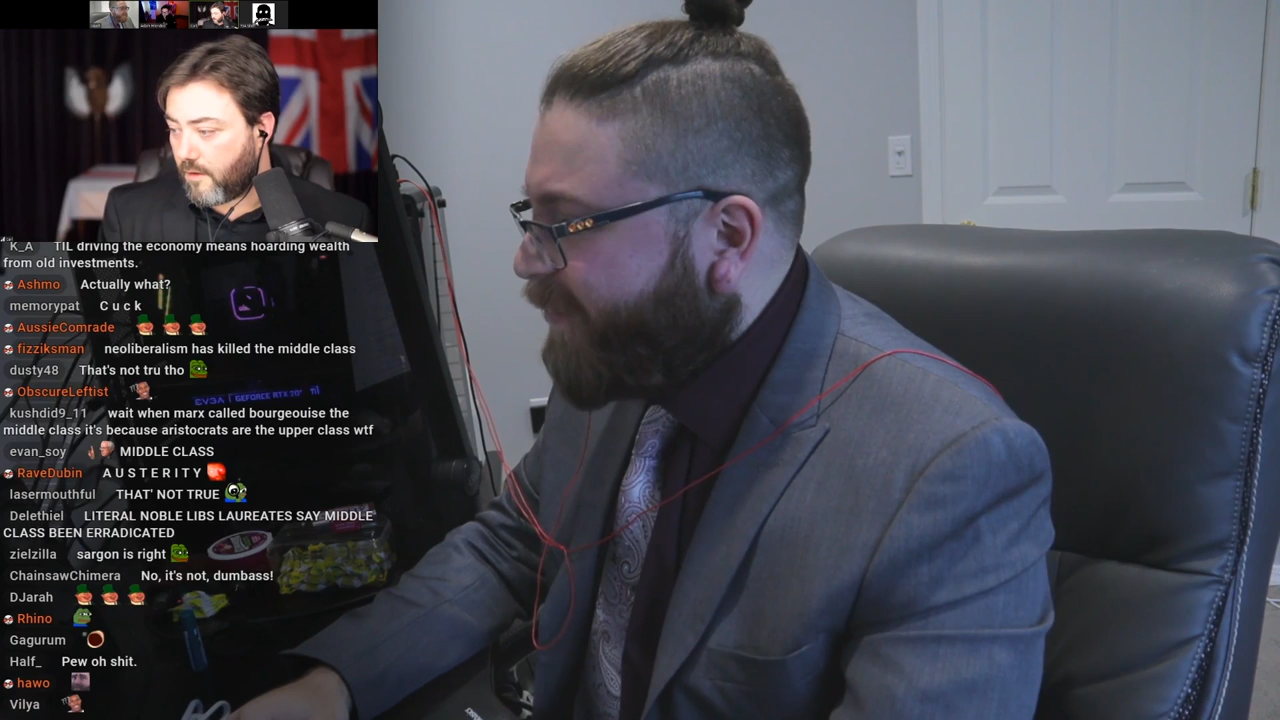 K_A TIL driving the economy means hoarding wealth
from old investments.
Ashmo Actually what?
memorypat C u c k
AussieComrade
fizziksman neoliberalism has killed the middle class
dusty48 That's not tru tho
ObscureLeftist
EVGA GEFORCE RTX
kushdid9_11 wait when marx called bourgeouise the
middle class it's because aristocrats are the upper class wtf
evan_soy MIDDLE CLASS
RaveDubin A U S T E R I T Y
lasermouthful THAT' NOT TRUE
Delethiel LITERAL NOBLE LIBS LAUREATES SAY MIDDLE
CLASS BEEN ERRADICATED
zielzilla sargon is right
ChainsawChimera No, it's not, dumbass!
DJarah
Rhino
Gagurum
Half_ Pew oh shit.
hawo
Vilya